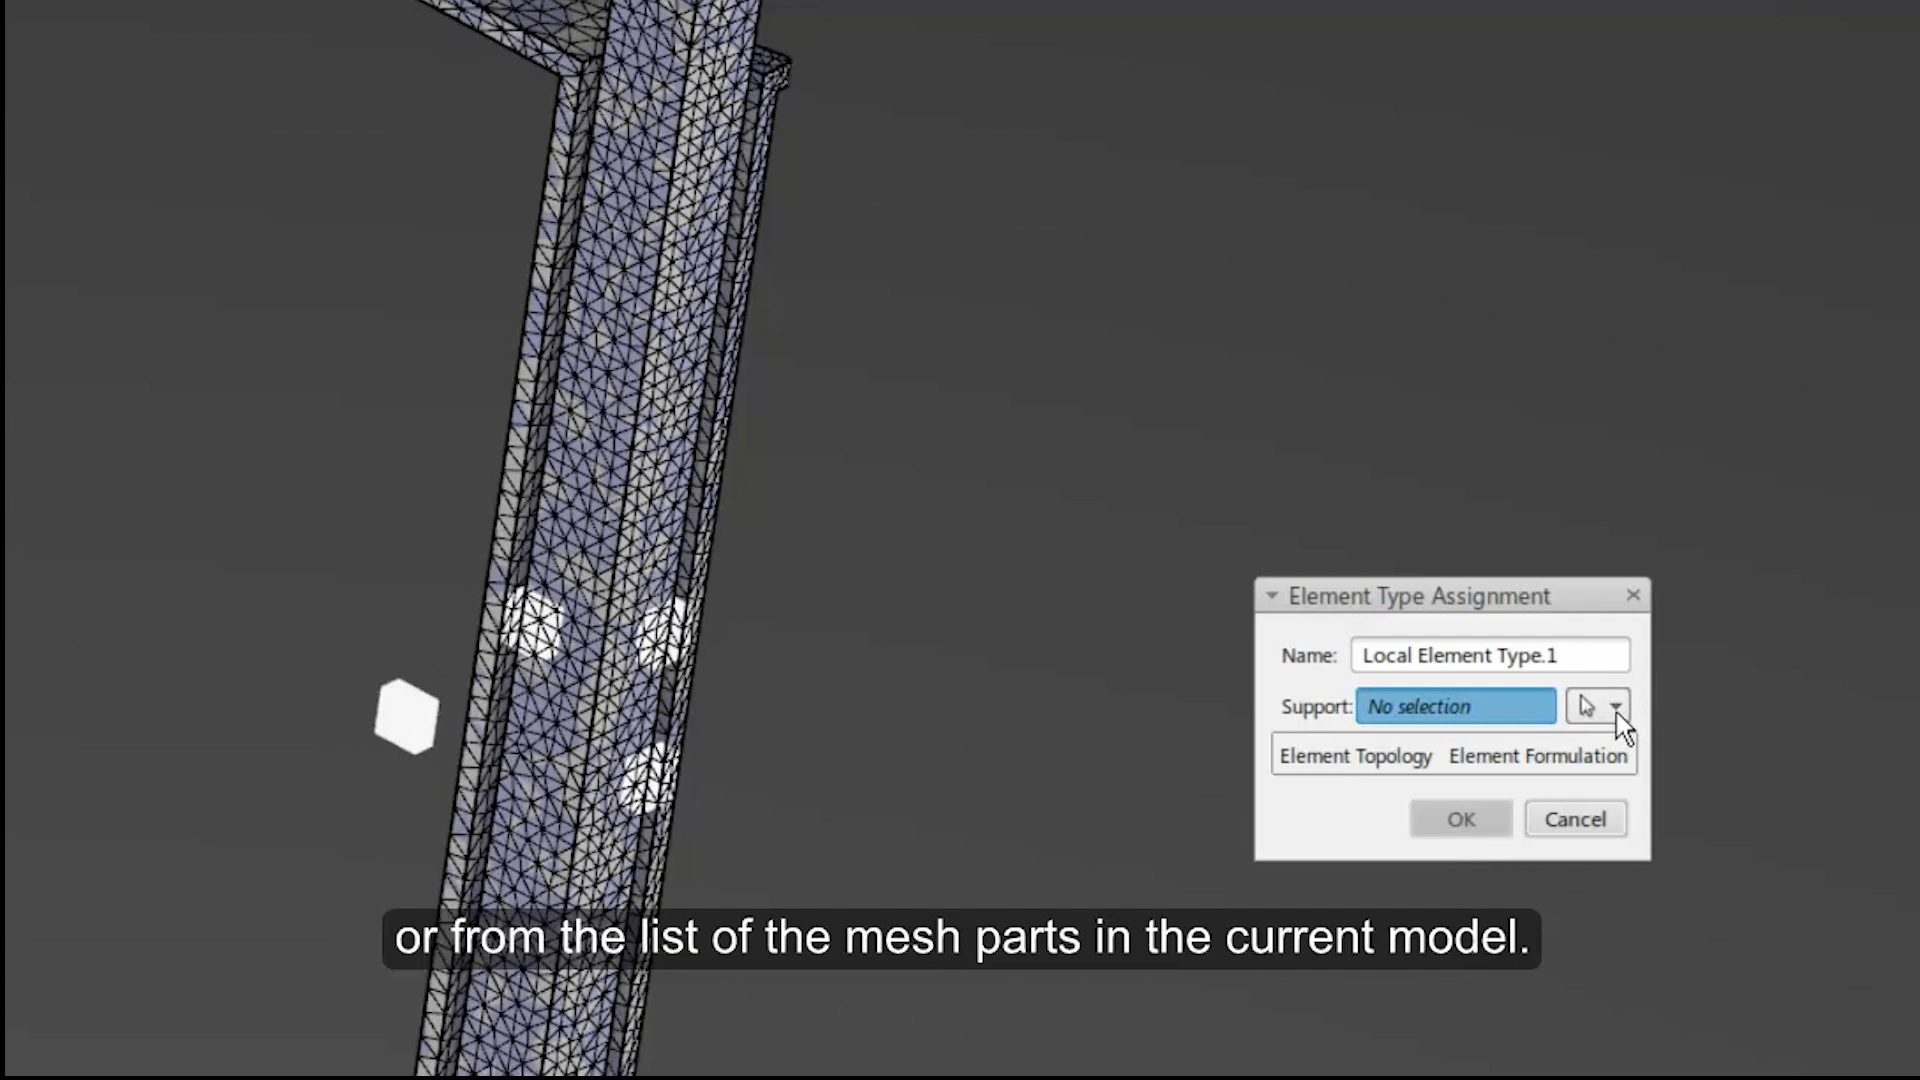 Element Type Assignment
Name: Local Element Type.1
Support: No selection
Element Topology Element Formulation
OK Cancel
or from the list of the mesh parts in the current model.